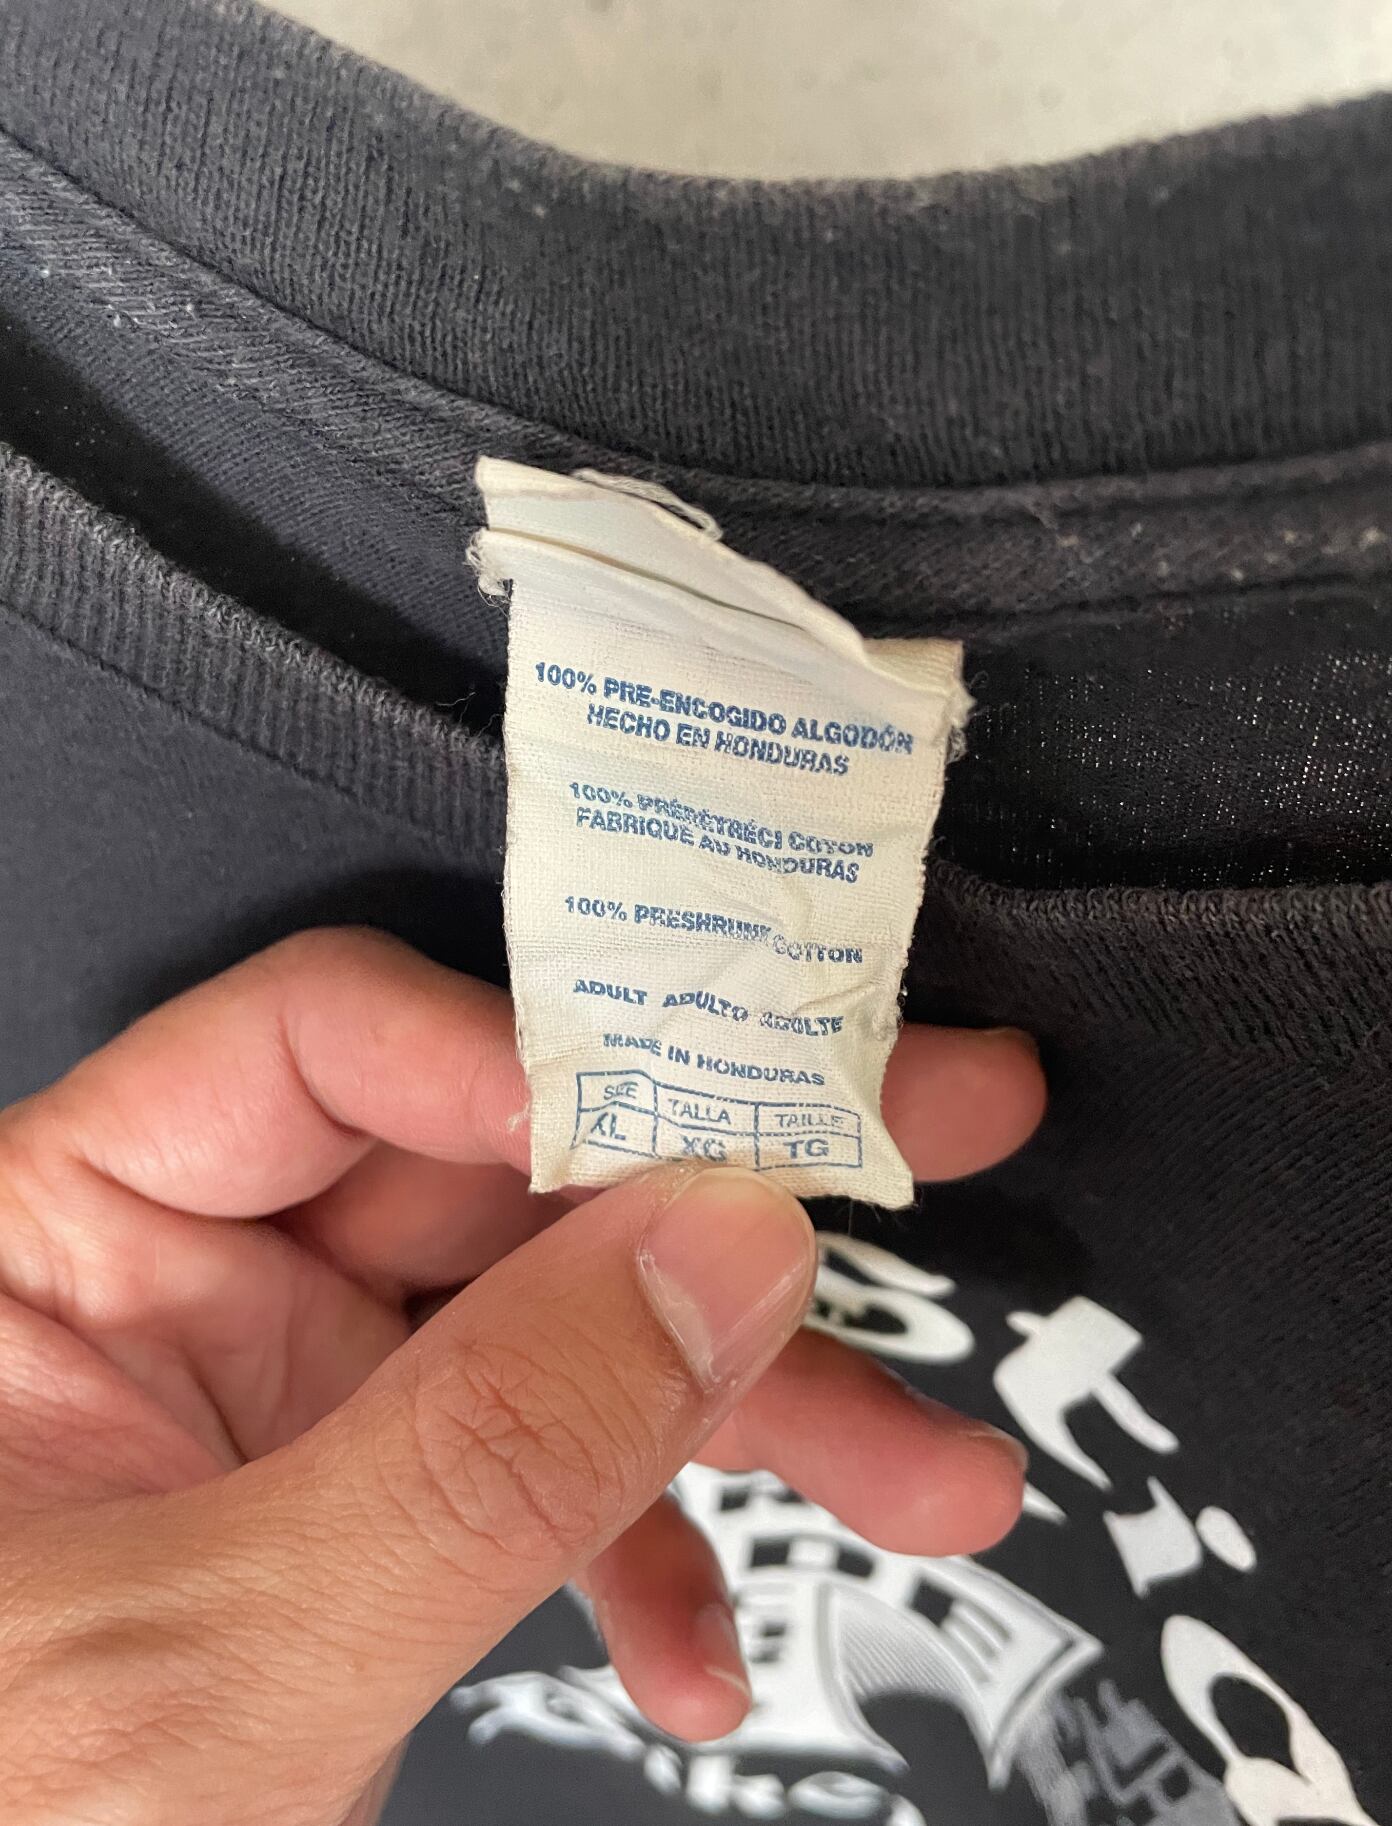 100% PRE-ENCOGIDO ALGODÓN
HECHO EN HONDURAS
100% PRÉRÉTRÉCI COTON
FABRIQUÉ AU HONDURAS
100% PRESHRUNK COTTON
ADULT ADULTO ADULTE
MADE IN HONDURAS
SIZE TALLA TAILLE
XL XG TG